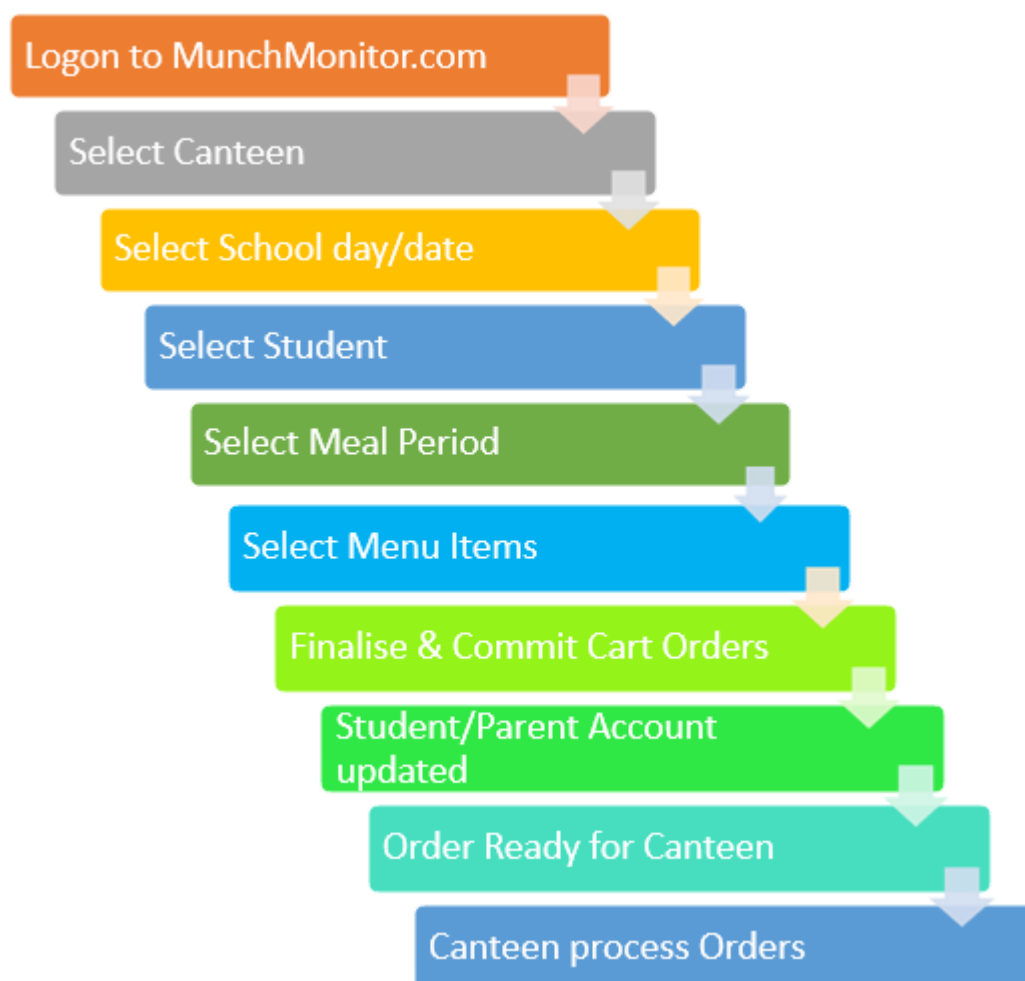 Logon to MunchMonitor.com
Select Canteen
Select School day/date
Select Student
Select Meal Period
Select Menu Items
Finalise & Commit Cart Orders
Student/Parent Account
updated
Order Ready for Canteen
Canteen process Orders